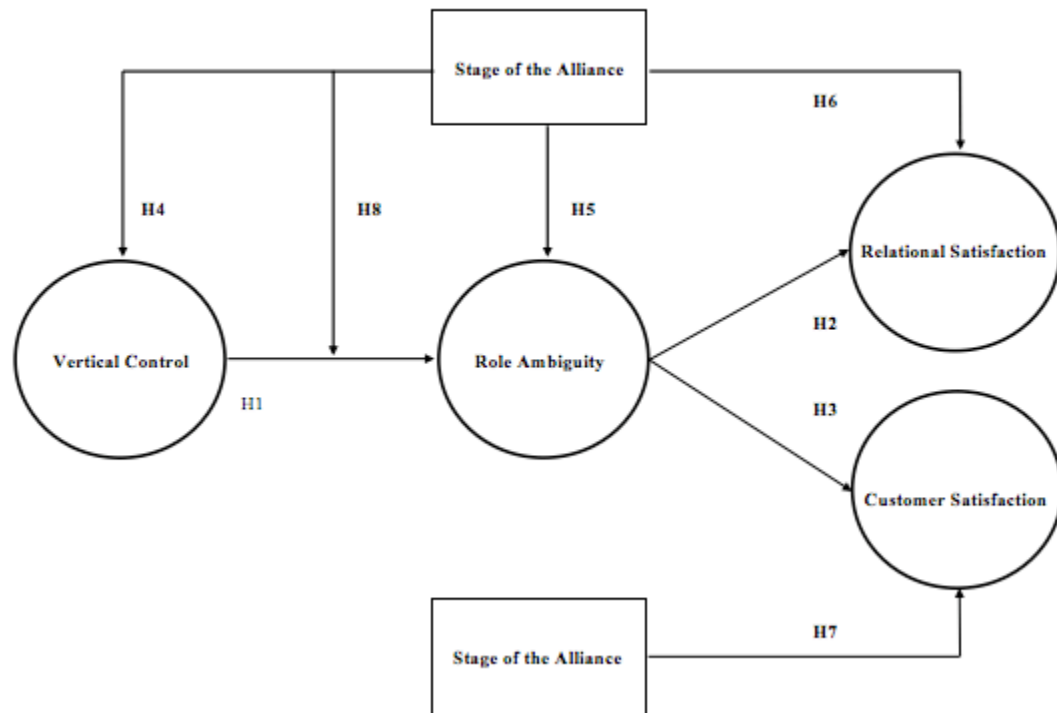 Stage of the Alliance
H6
H4
H8
H5
Relational Satisfaction
H2
Vertical Control
Role Ambiguity
H1
H3
Customer Satisfaction
H7
Stage of the Alliance